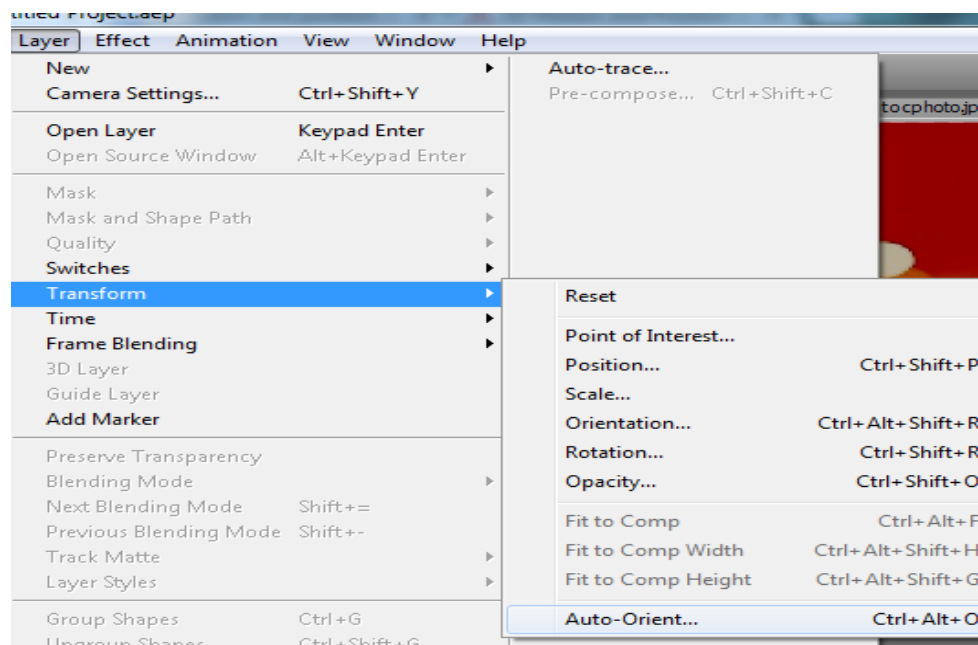 Untitled Project.aep
Layer Effect Animation View Window Help
New
Camera Settings... Ctrl+Shift+Y
Open Layer Keypad Enter
Open Source Window Alt+Keypad Enter
Mask
Mask and Shape Path
Quality
Switches
Transform
Time
Frame Blending
3D Layer
Guide Layer
Add Marker
Preserve Transparency
Blending Mode
Next Blending Mode Shift+=
Previous Blending Mode Shift+-
Track Matte
Layer Styles
Group Shapes Ctrl+G
Ungroup Shapes Ctrl+Shift+G
Auto-trace...
Pre-compose... Ctrl+Shift+C
tocphoto.jp
Reset
Point of Interest...
Position... Ctrl+Shift+P
Scale...
Orientation... Ctrl+Alt+Shift+R
Rotation... Ctrl+Shift+R
Opacity... Ctrl+Shift+O
Fit to Comp Ctrl+Alt+F
Fit to Comp Width Ctrl+Alt+Shift+H
Fit to Comp Height Ctrl+Alt+Shift+G
Auto-Orient... Ctrl+Alt+O